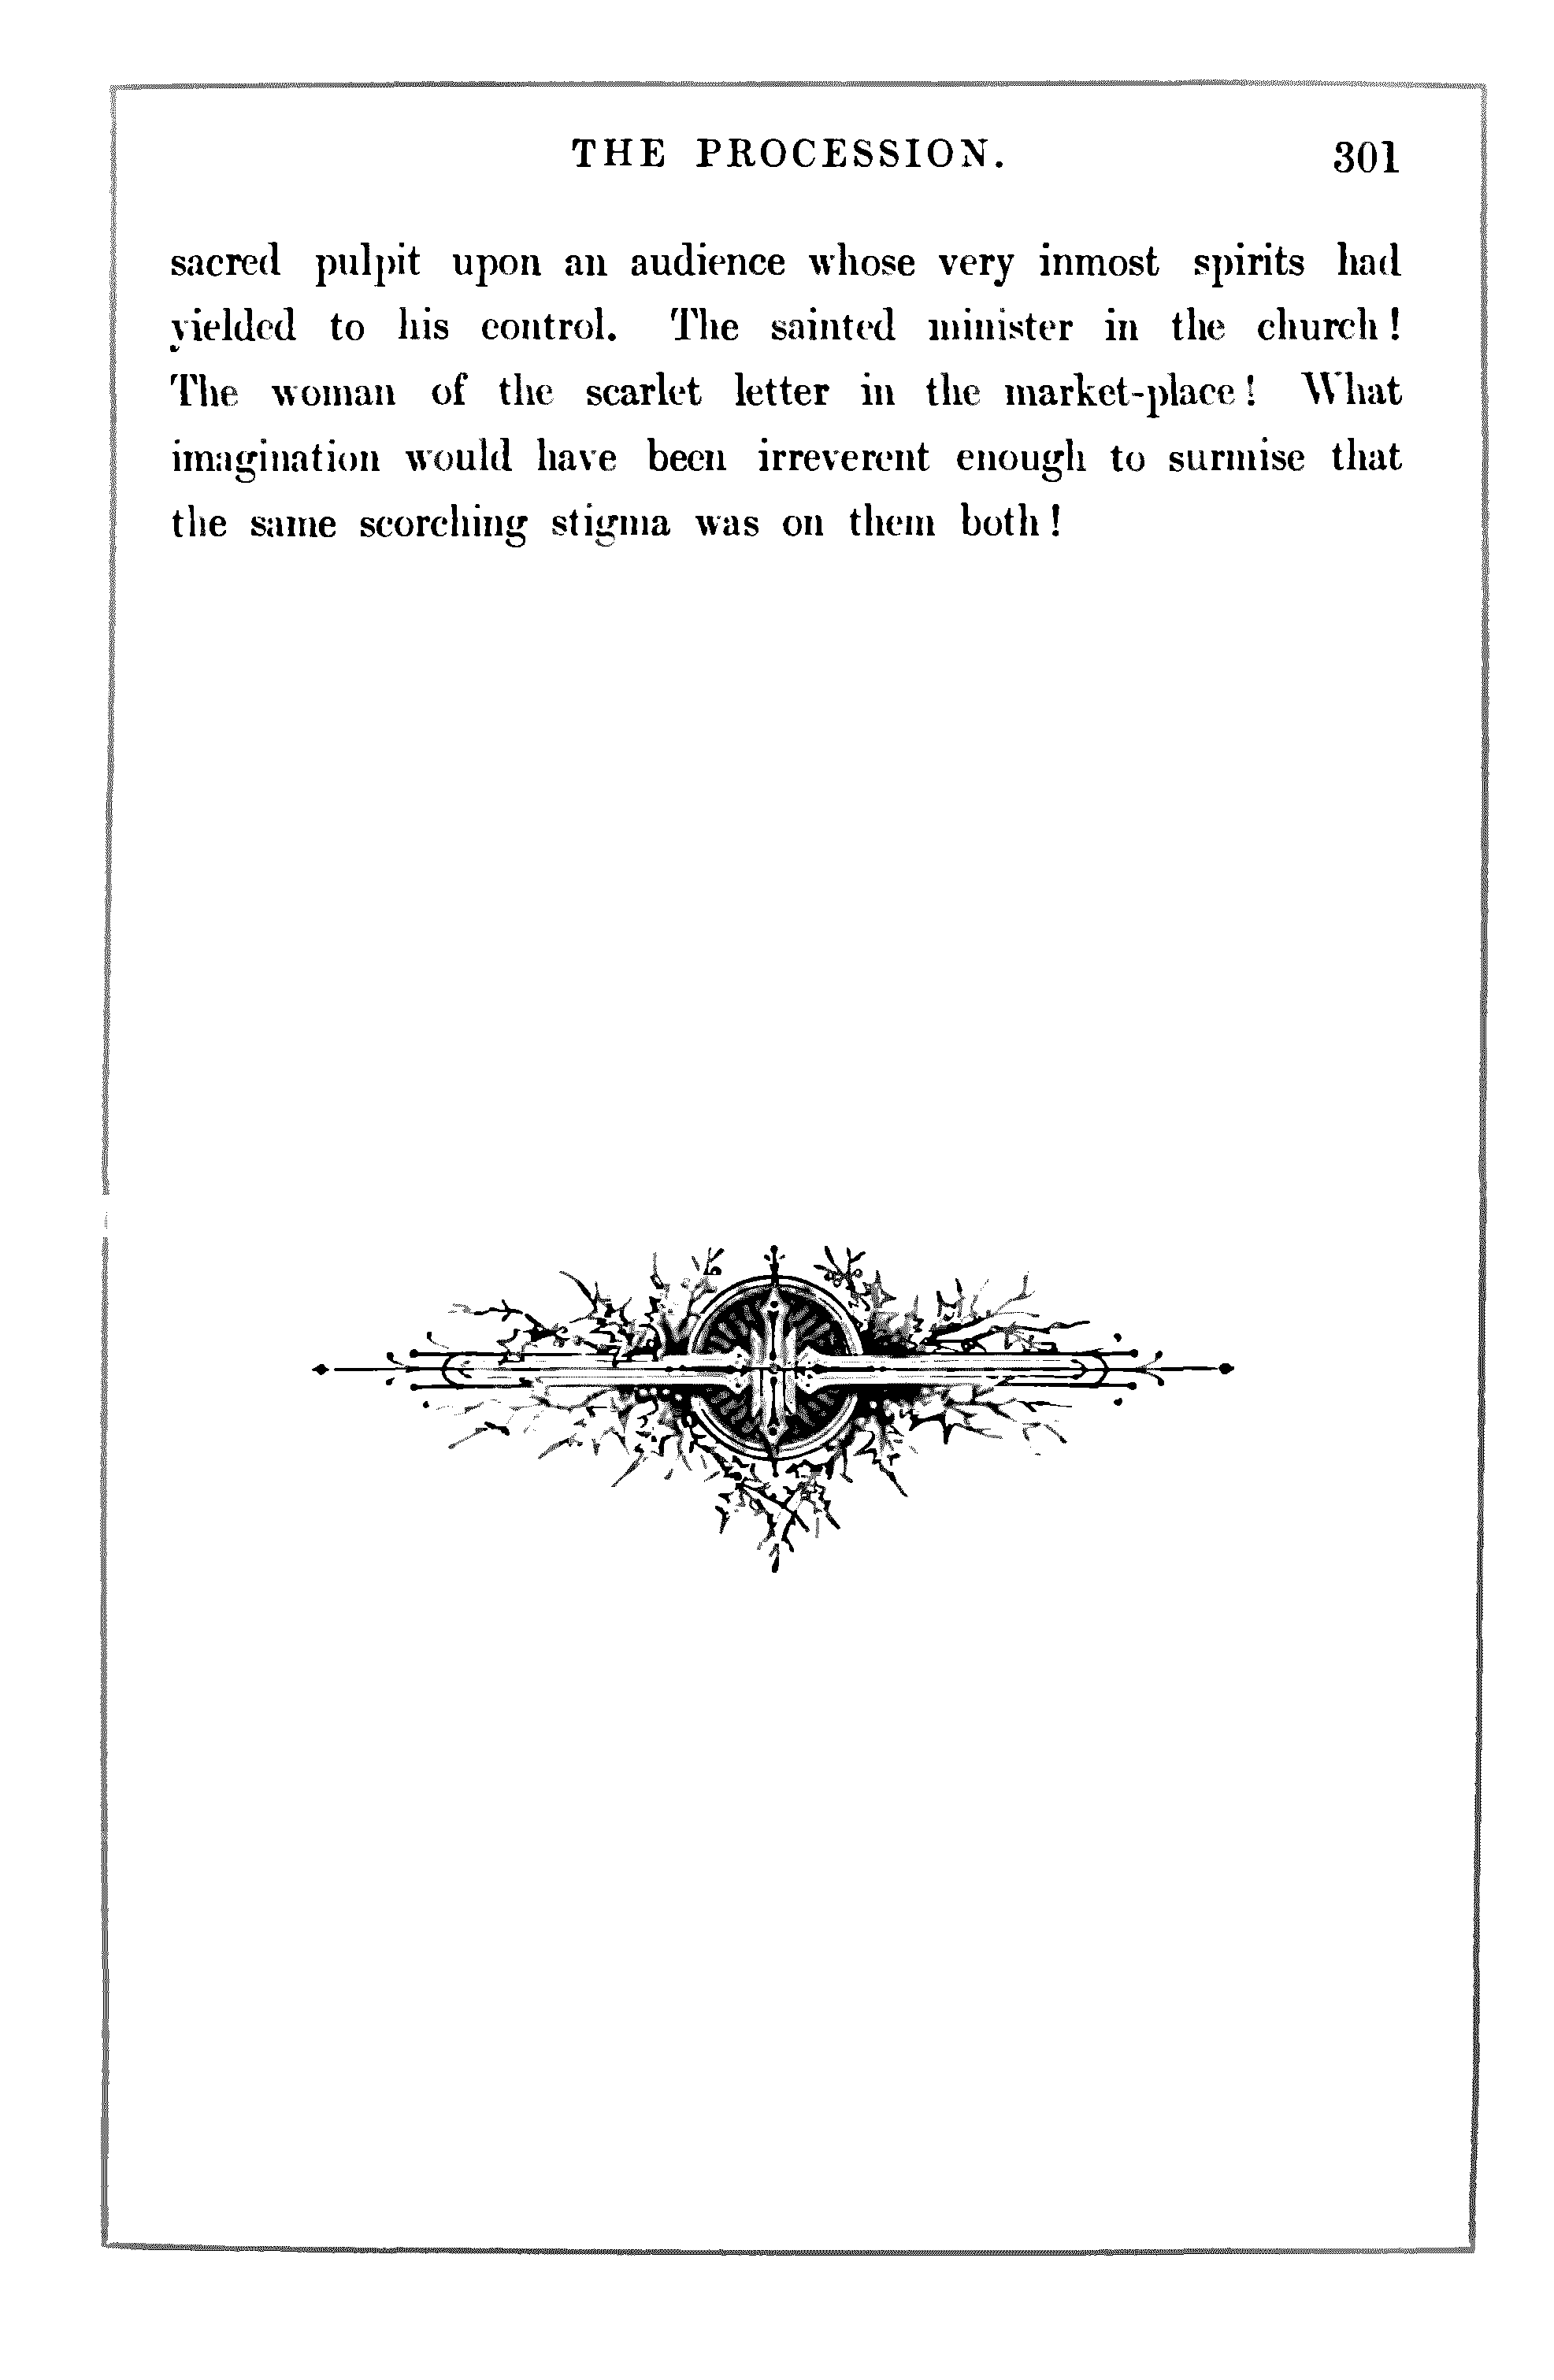 THE PROCESSION. 301
sacred pulpit upon an audience whose very inmost spirits had
yielded to his control. The sainted minister in the church!
The woman of the scarlet letter in the market-place! What
imagination would have been irreverent enough to surmise that
the same scorching stigma was on them both!